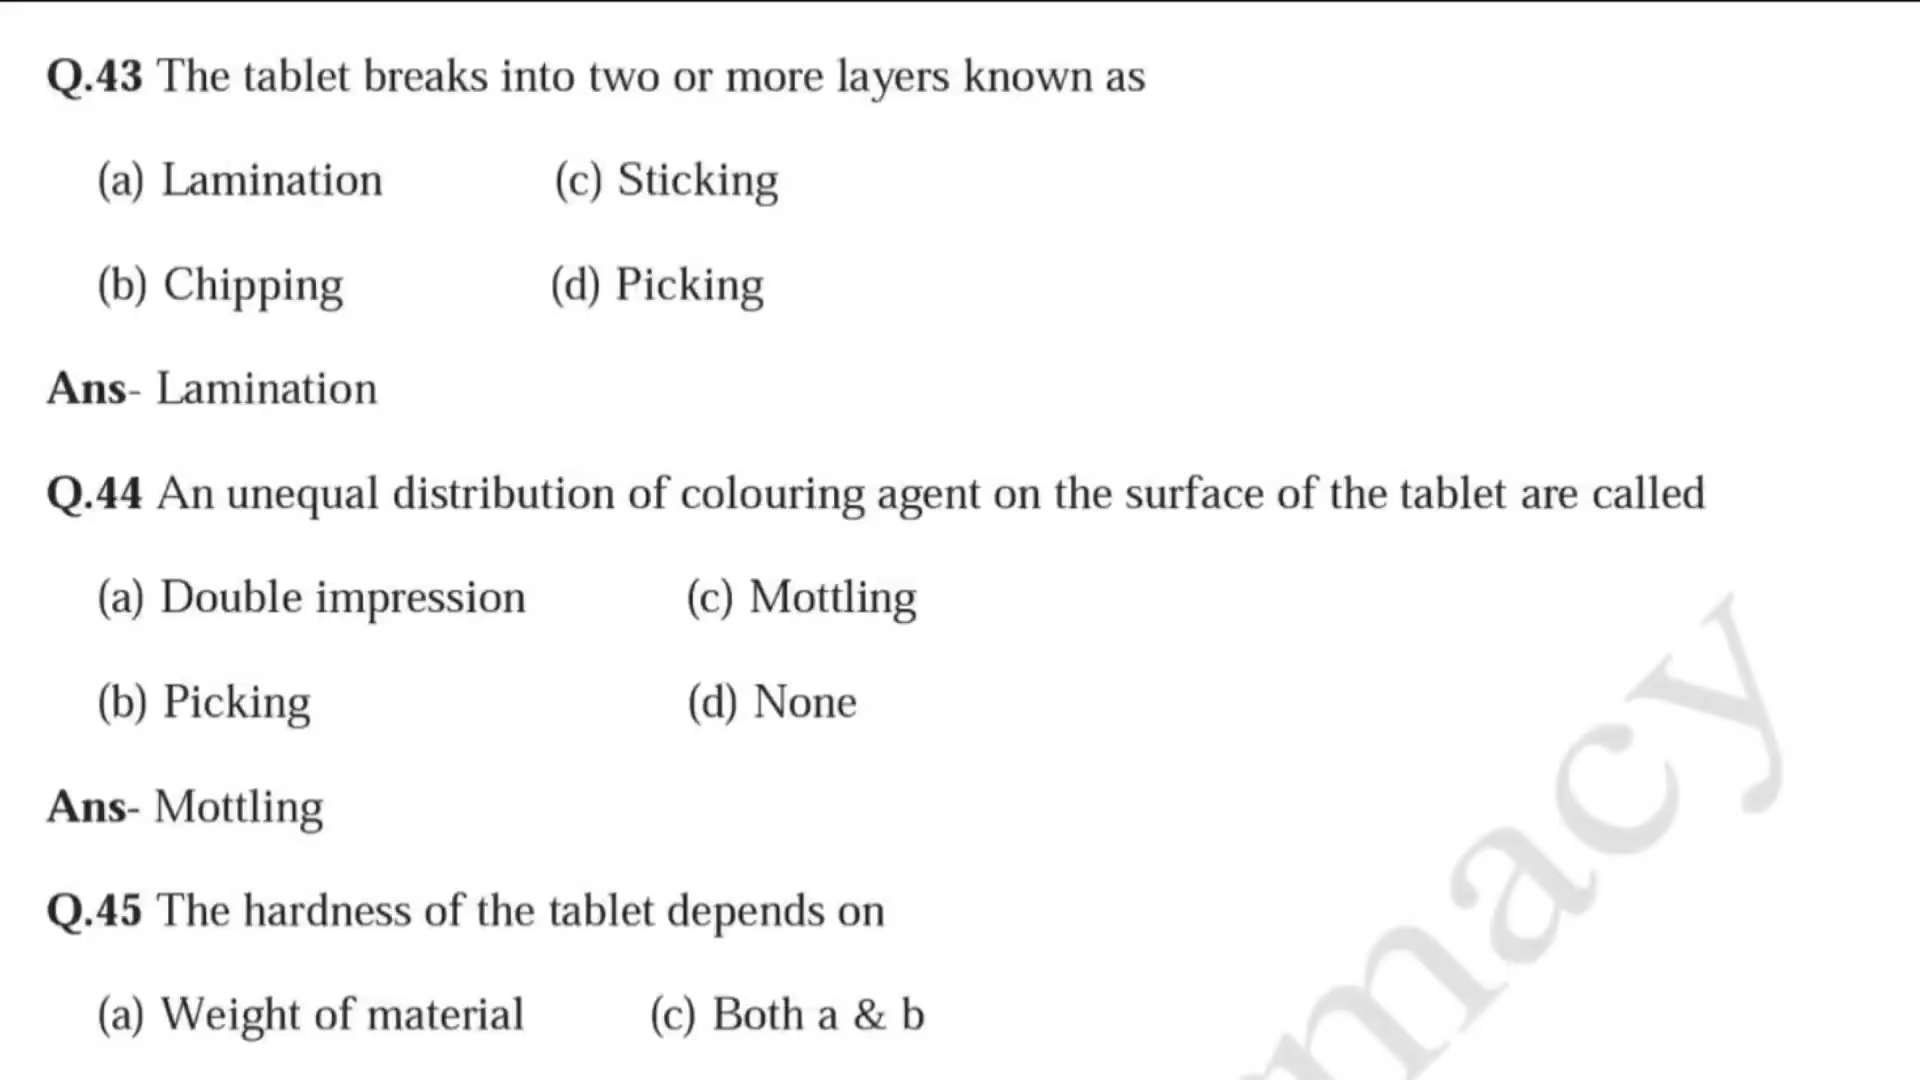 Q.43 The tablet breaks into two or more layers known as
(a) Lamination (c) Sticking
(b) Chipping (d) Picking
Ans- Lamination
Q.44 An unequal distribution of colouring agent on the surface of the tablet are called
(a) Double impression (c) Mottling
(b) Picking (d) None
Ans- Mottling
Q.45 The hardness of the tablet depends on
(a) Weight of material (c) Both a & b
macy